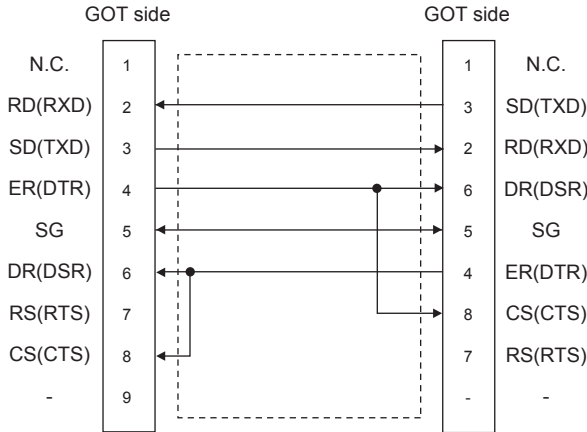 GOT side GOT side
N.C. 1 1 N.C.
RD(RXD) 2 3 SD(TXD)
SD(TXD) 3 2 RD(RXD)
ER(DTR) 4 6 DR(DSR)
SG 5 5 SG
DR(DSR) 6 4 ER(DTR)
RS(RTS) 7 8 CS(CTS)
CS(CTS) 8 7 RS(RTS)
- 9 - -